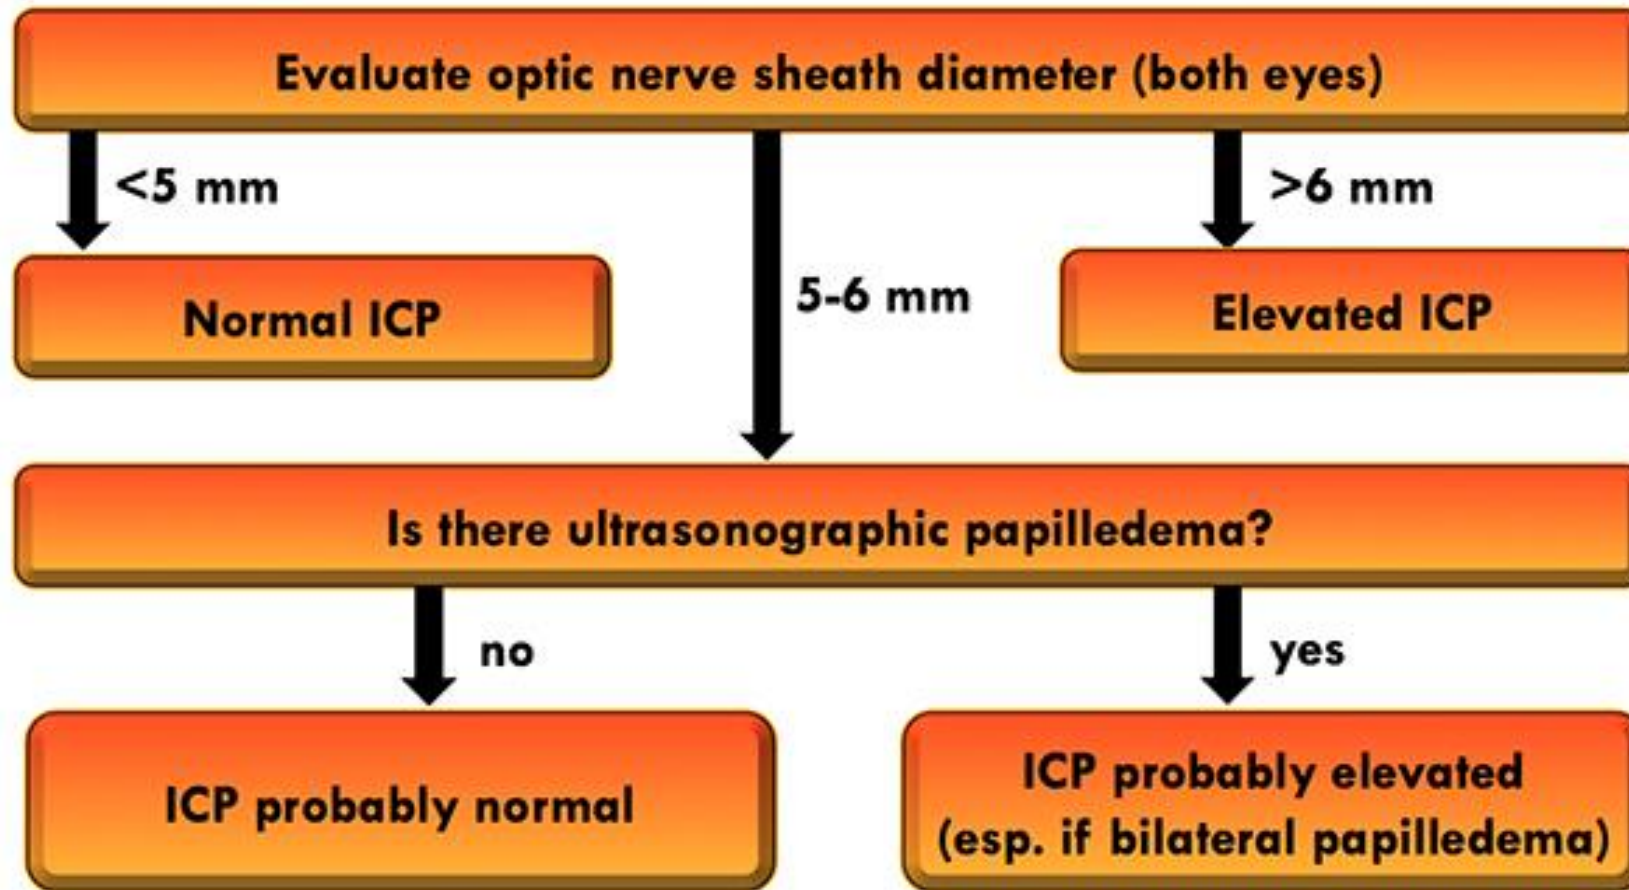 Evaluate optic nerve sheath diameter (both eyes)
<5 mm
>6 mm
5-6 mm
Normal ICP
Elevated ICP
Is there ultrasonographic papilledema?
no
yes
ICP probably normal
ICP probably elevated
(esp. if bilateral papilledema)